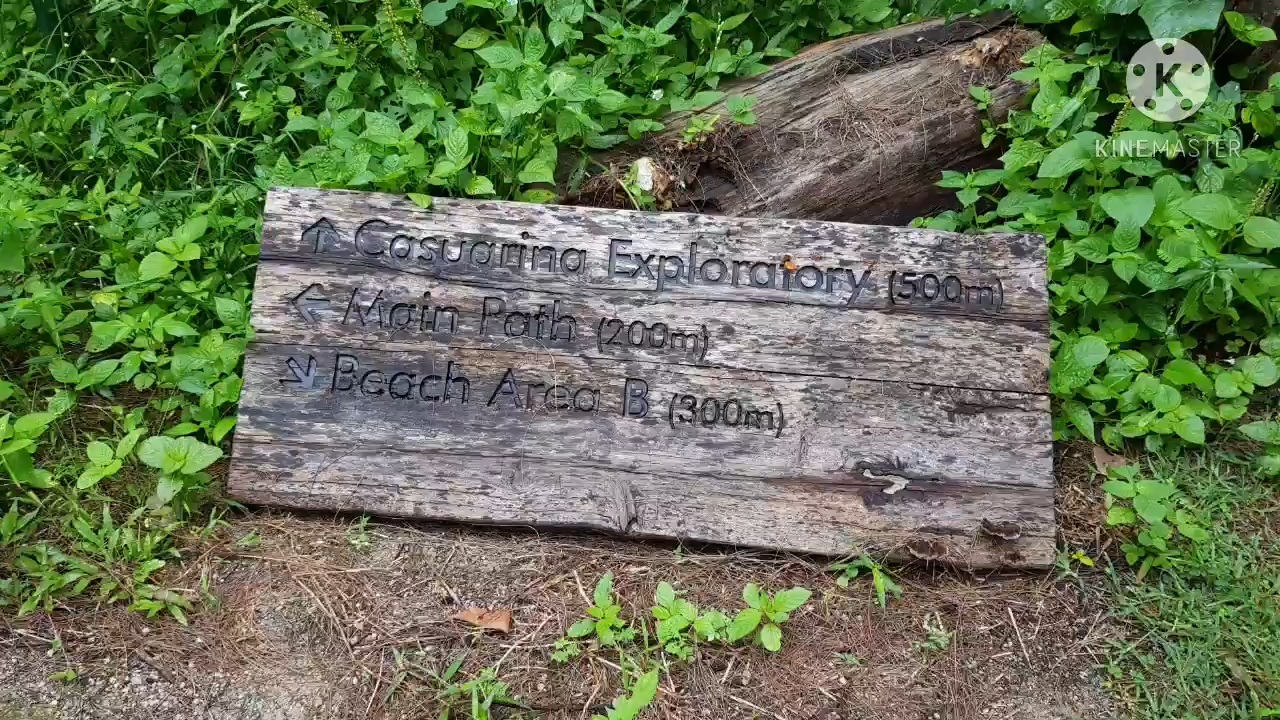 ↑ Casuarina Exploratory (500m)
← Main Path (200m)
↘ Beach Area B (300m)
K
KINEMASTER